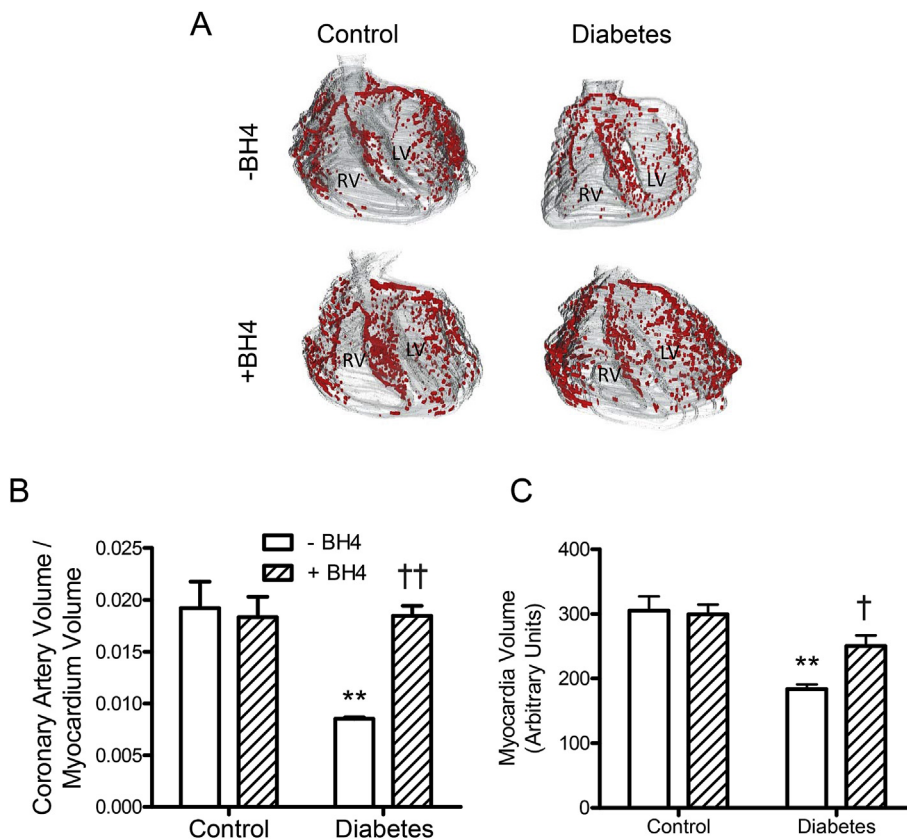 A
Control Diabetes
-BH4
RV LV
RV LV
+BH4
RV LV
RV LV
B
Coronary Artery Volume /
Myocardium Volume
0.025
0.020
0.015
0.010
0.005
0.000
- BH4
+ BH4
**
††
Control Diabetes
C
Myocardia Volume
(Arbitrary Units)
400
300
200
100
0
**
†
Control Diabetes